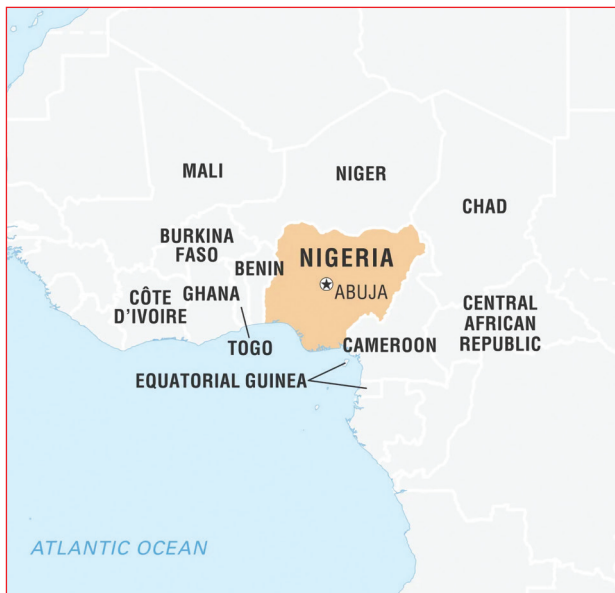 MALI
NIGER
CHAD
BURKINA
FASO
BENIN
NIGERIA
ABUJA
CÔTE
D'IVOIRE
GHANA
TOGO
CAMEROON
CENTRAL
AFRICAN
REPUBLIC
EQUATORIAL GUINEA
ATLANTIC OCEAN